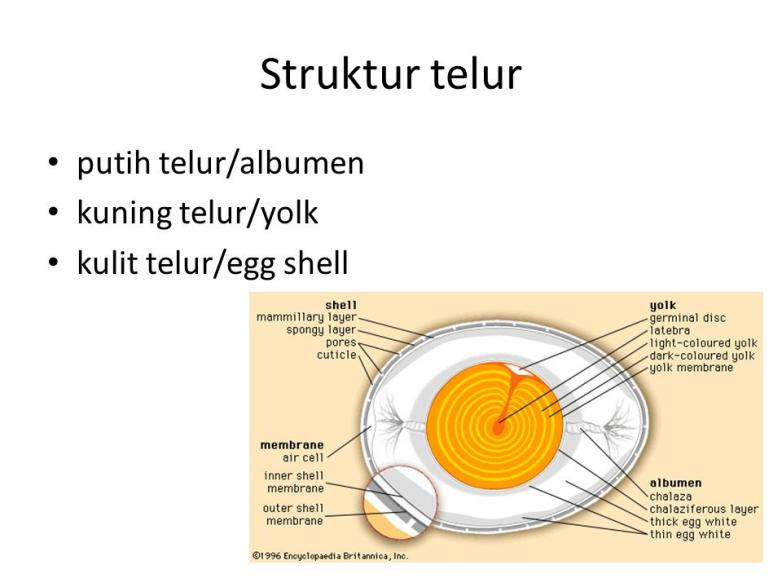 Struktur telur
• putih telur/albumen
• kuning telur/yolk
• kulit telur/egg shell
shell
mammillary layer
spongy layer
pores
cuticle
membrane
air cell
inner shell
membrane
outer shell
membrane
yolk
germinal disc
latebra
light-coloured yolk
dark-coloured yolk
yolk membrane
albumen
chalaza
chalaziferous layer
thick egg white
thin egg white
©1996 Encyclopaedia Britannica, Inc.